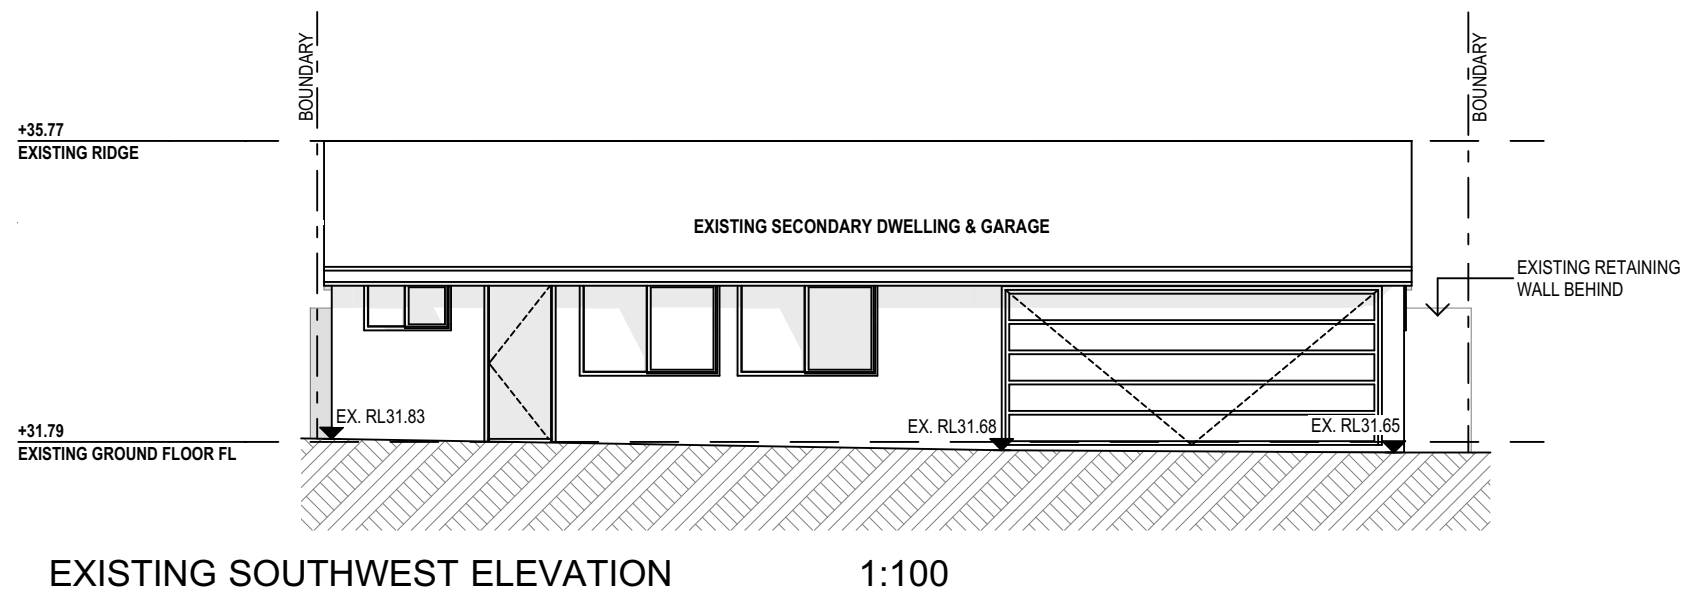 BOUNDARY
BOUNDARY
+35.77
EXISTING RIDGE
EXISTING SECONDARY DWELLING & GARAGE
EXISTING RETAINING
WALL BEHIND
EX. RL31.83
EX. RL31.68
EX. RL31.65
+31.79
EXISTING GROUND FLOOR FL
EXISTING SOUTHWEST ELEVATION 1:100